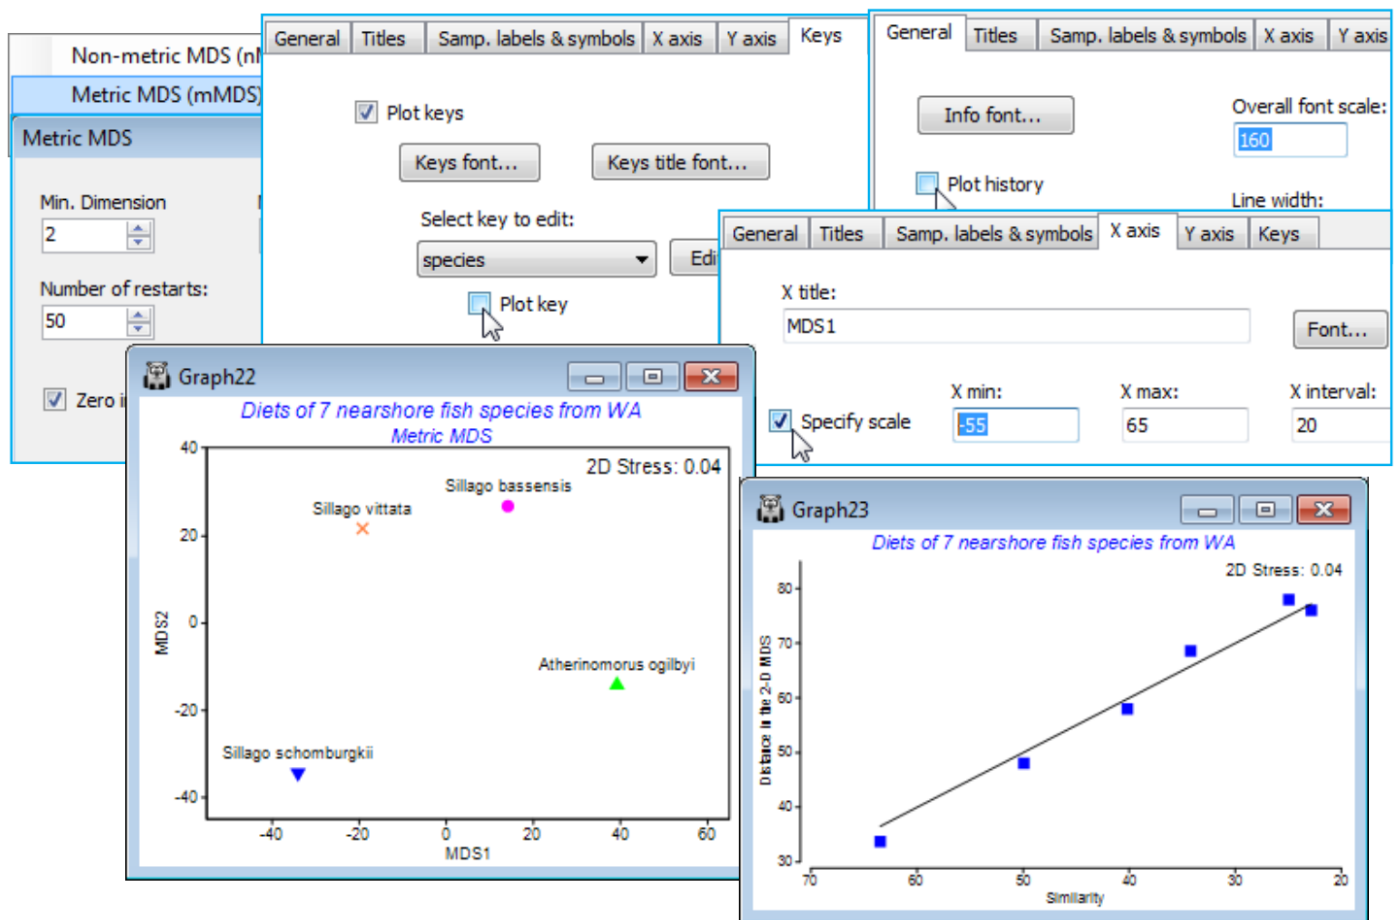 Non-metric MDS (nM
Metric MDS (mMDS)
Metric MDS
Min. Dimension
2
Number of restarts:
50
Zero i
General Titles Samp. labels & symbols X axis Y axis Keys
Plot keys
Keys font... Keys title font...
Select key to edit:
species Edi
Plot key
General Titles Samp. labels & symbols X axis Y axis
Info font...
Overall font scale:
160
Plot history
Line width:
General Titles Samp. labels & symbols X axis Y axis Keys
X title:
MDS1
Font...
Specify scale
X min: X max: X interval:
-55 65 20
Graph22
Diets of 7 nearshore fish species from WA
Metric MDS
2D Stress: 0.04
Sillago bassensis
Sillago vittata
Atherinomorus ogilbyi
Sillago schomburgkii
MDS2
40
20
0
-20
-40
-40 -20 0 20 40 60
MDS1
Graph23
Diets of 7 nearshore fish species from WA
2D Stress: 0.04
Distance in the 2-D MDS
80
70
60
50
40
30
70 60 50 40 30 20
Similarity